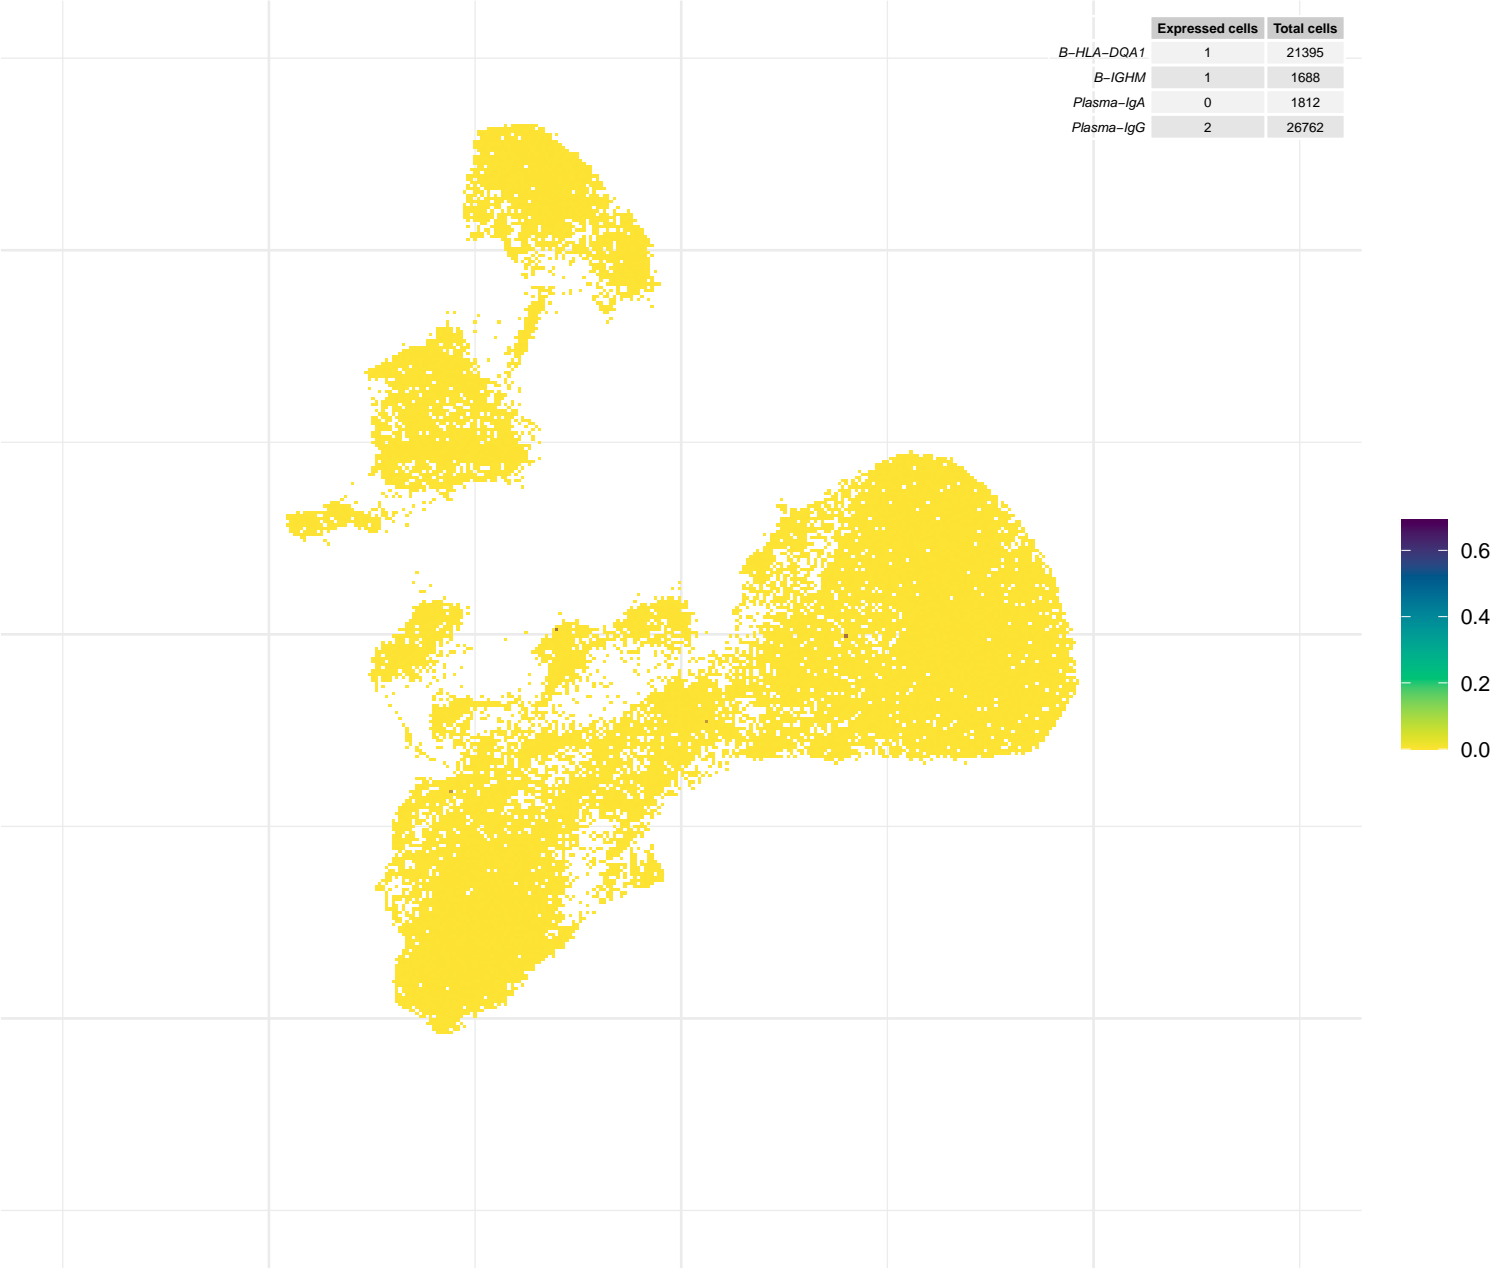 Expressed cells Total cells
B−HLA−DQA1 1 21395
B−IGHM 1 1688
Plasma−IgA 0 1812
Plasma−IgG 2 26762
0.6
0.4
0.2
0.0